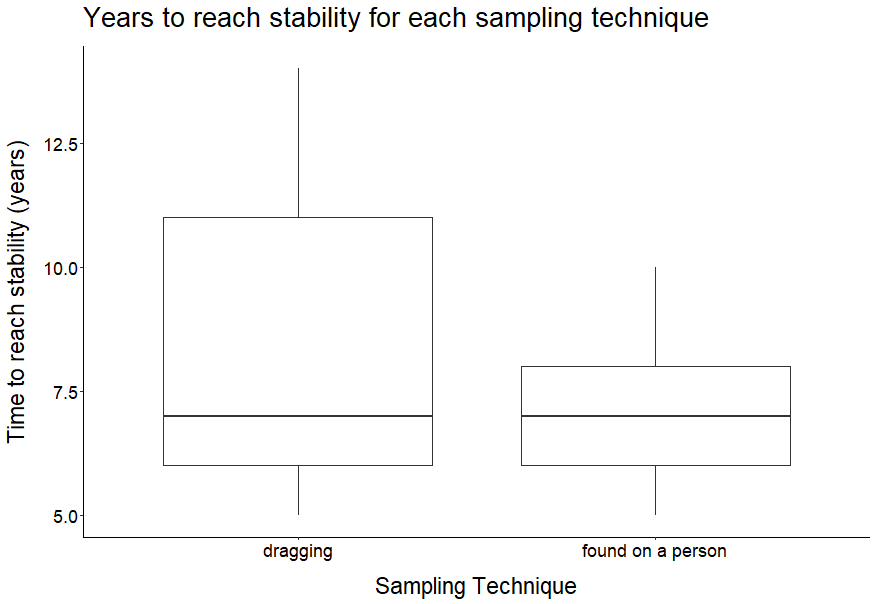 Years to reach stability for each sampling technique
Time to reach stability (years)
12.5
10.0
7.5
5.0
dragging
found on a person
Sampling Technique